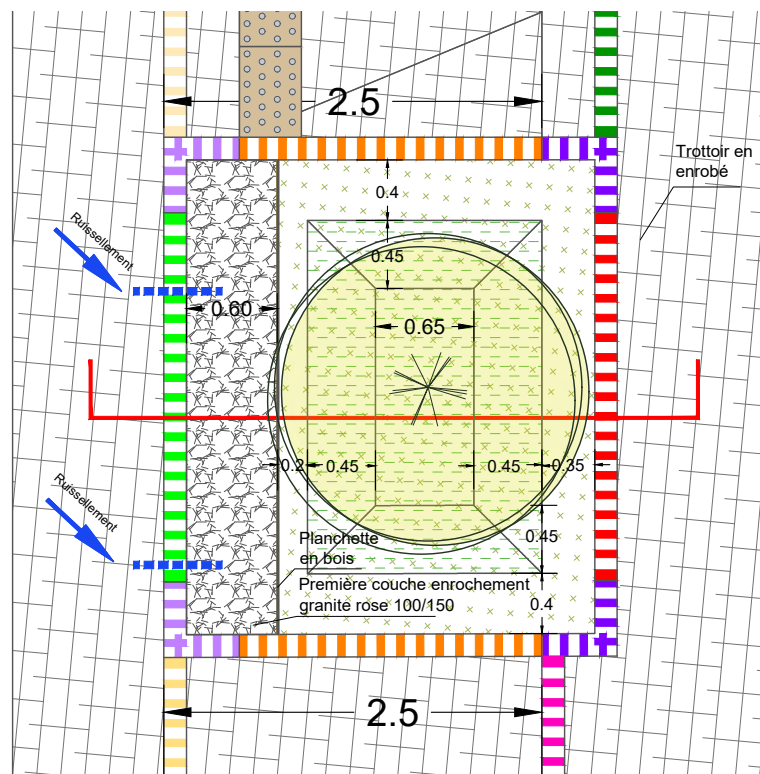 2.5
Trottoir en
enrobé
0.4
Ruissellement
0.45
0.60
0.65
0.2
0.45
0.45
0.35
Ruissellement
0.45
Planchette
en bois
Première couche enrochement
granite rose 100/150
0.4
2.5